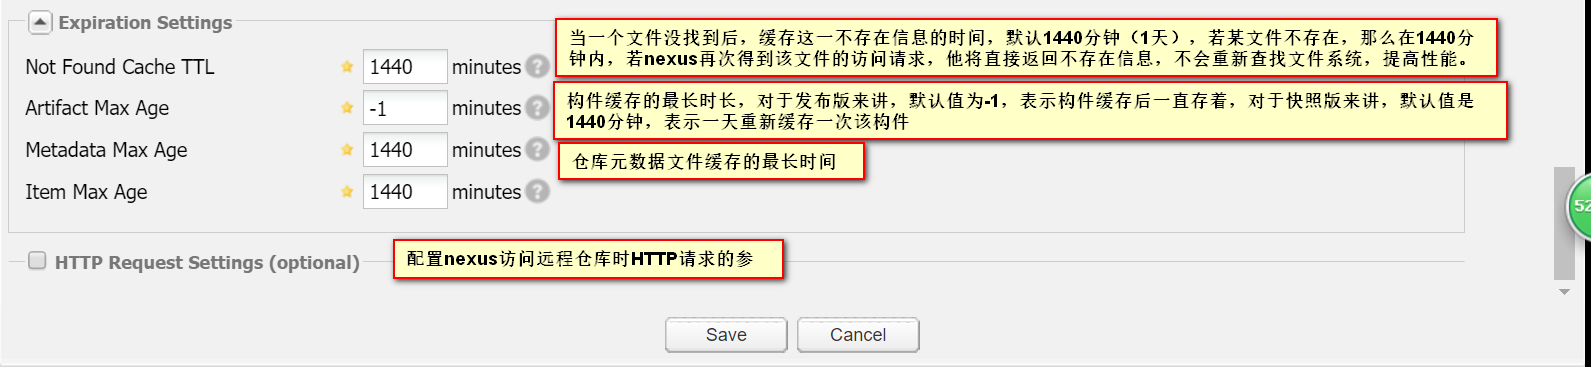 Expiration Settings
当一个文件没找到后，缓存这一不存在信息的时间，默认1440分钟（1天），若某文件不存在，那么在1440分
钟内，若nexus再次得到该文件的访问请求，他将直接返回不存在信息，不会重新查找文件系统，提高性能。
Not Found Cache TTL 1440 minutes ?
构件缓存的最长时长，对于发布版来讲，默认值为-1，表示构件缓存后一直存着，对于快照版来讲，默认值是
1440分钟，表示一天重新缓存一次该构件
Artifact Max Age -1 minutes ?
Metadata Max Age 1440 minutes ?
仓库元数据文件缓存的最长时间
Item Max Age 1440 minutes ?
52
HTTP Request Settings (optional)
配置nexus访问远程仓库时HTTP请求的参
Save Cancel